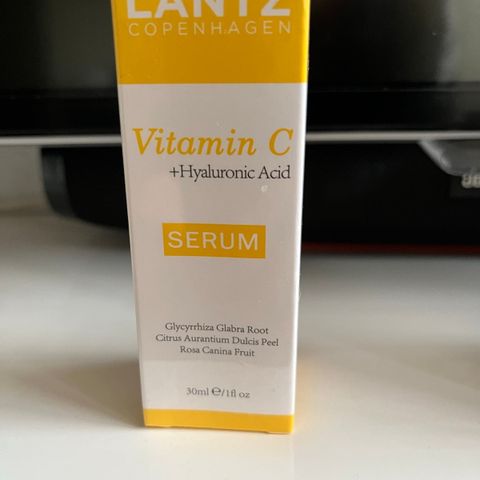 LANTZ
COPENHAGEN
Vitamin C
+Hyaluronic Acid
SERUM
Glycyrrhiza Glabra Root
Citrus Aurantium Dulcis Peel
Rosa Canina Fruit
30ml ℮/1fl oz